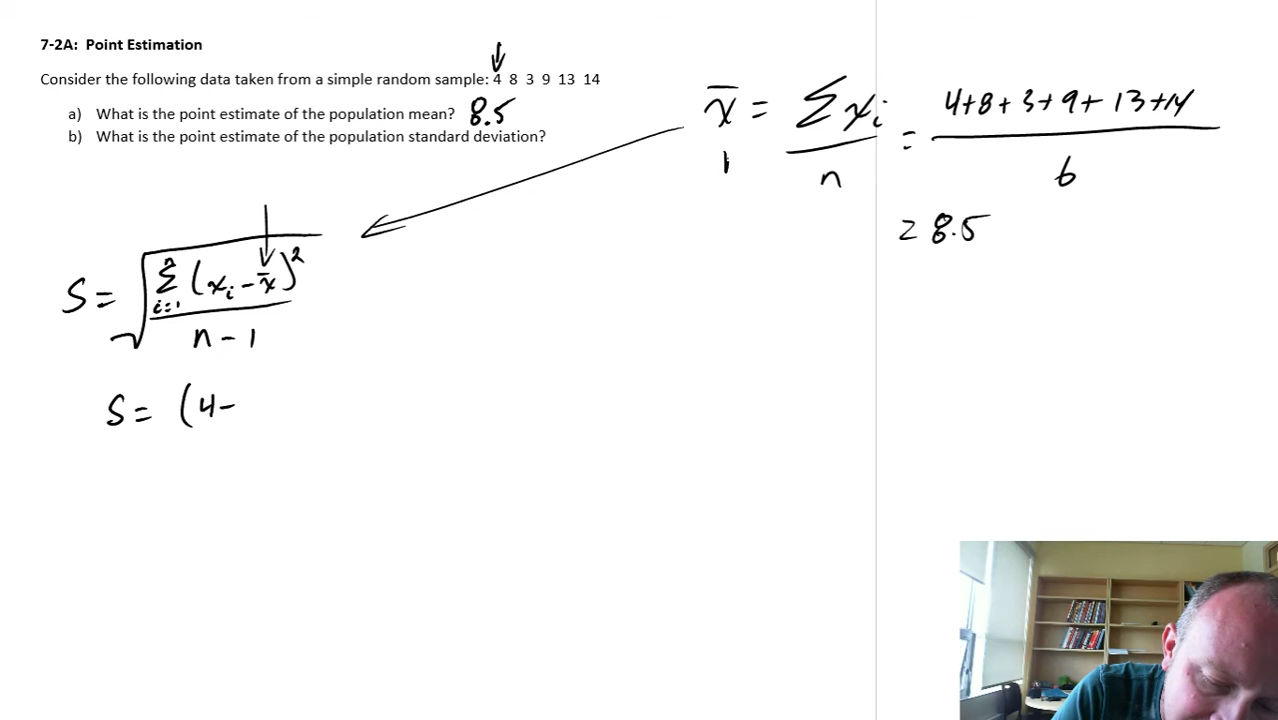 7-2A: Point Estimation
Consider the following data taken from a simple random sample: 4 8 3 9 13 14
a) What is the point estimate of the population mean? 8.5
b) What is the point estimate of the population standard deviation?
x̄ = Σxᵢ / n = 4+8+3+9+13+14 / 6
= 8.5
S = √(Σⁿᵢ₌₁ (xᵢ - x̄)² / n - 1)
S = (4-